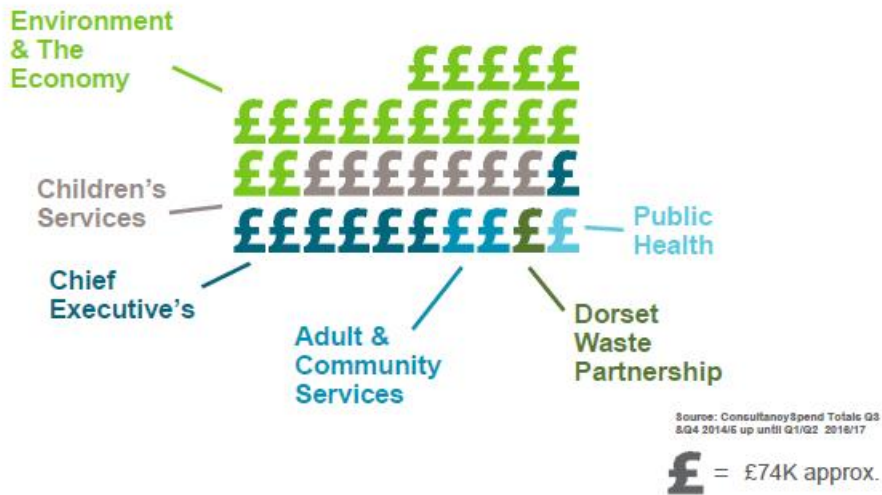 Environment
& The
Economy
£££££
££££££££££
Children's
Services
££££££££££
££££££££££
Public
Health
Chief
Executive's
Adult &
Community
Services
Dorset
Waste
Partnership
Source: ConsultancySpend Totals Q3
&Q4 2014/5 up until Q1/Q2 2016/17
£ = £74K approx.